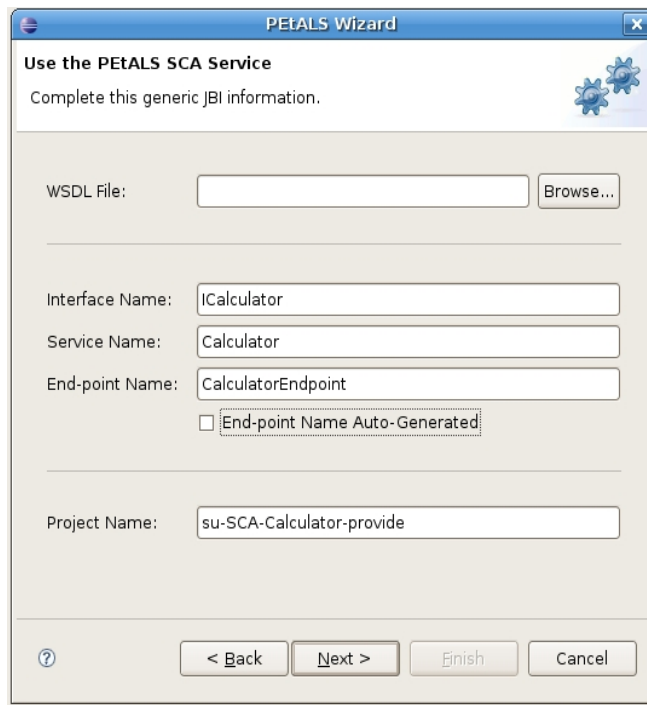 PEtALS Wizard
Use the PEtALS SCA Service
Complete this generic JBI information.
WSDL File:
Browse...
Interface Name: ICalculator
Service Name: Calculator
End-point Name: CalculatorEndpoint
End-point Name Auto-Generated
Project Name: su-SCA-Calculator-provide
? < Back Next > Finish Cancel